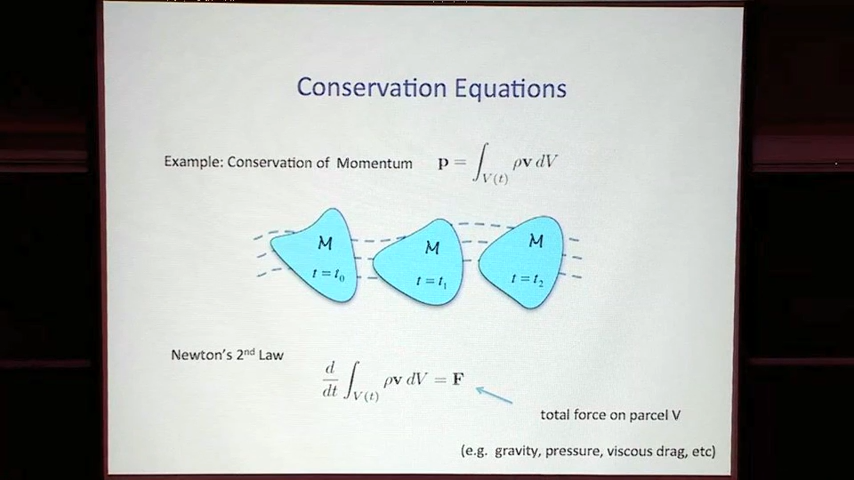 Conservation Equations
Example: Conservation of Momentum p = ∫_{V(t)} ρv dV
M M M
t = t₀ t = t₁ t = t₂
Newton's 2nd Law
d/dt ∫_{V(t)} ρv dV = F
total force on parcel V
(e.g. gravity, pressure, viscous drag, etc)